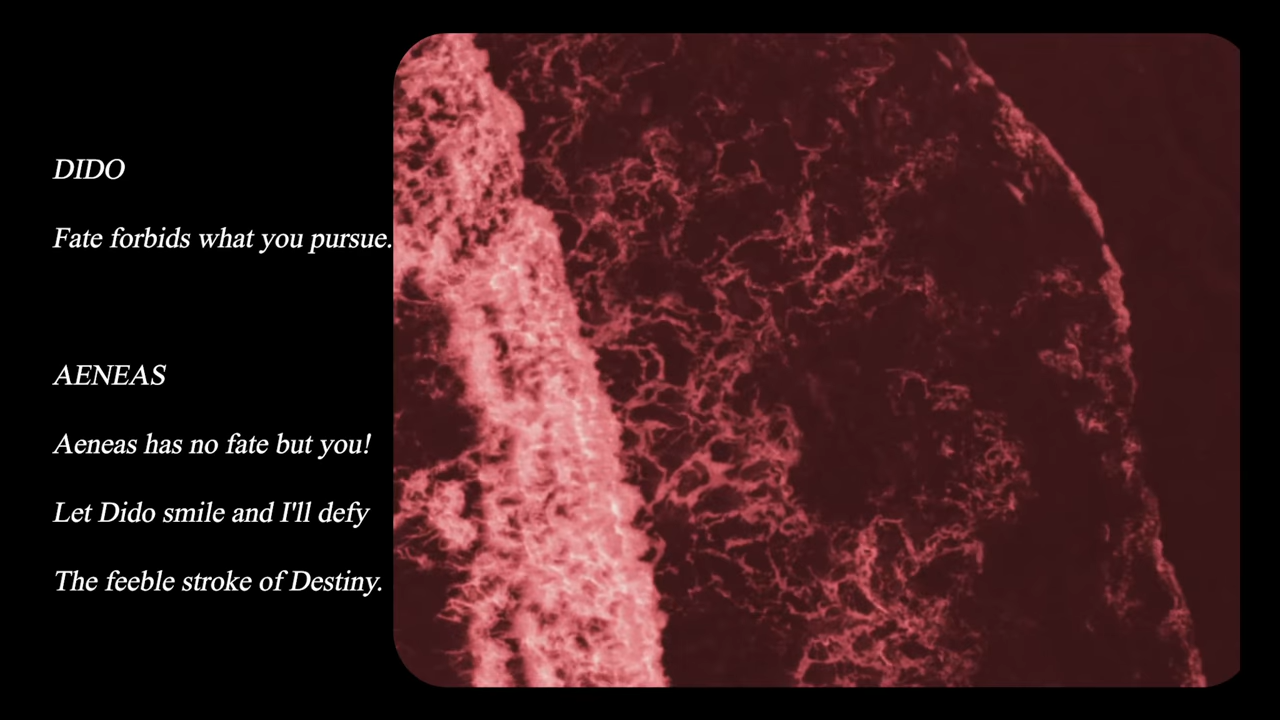 DIDO
Fate forbids what you pursue.
AENEAS
Aeneas has no fate but you!
Let Dido smile and I'll defy
The feeble stroke of Destiny.